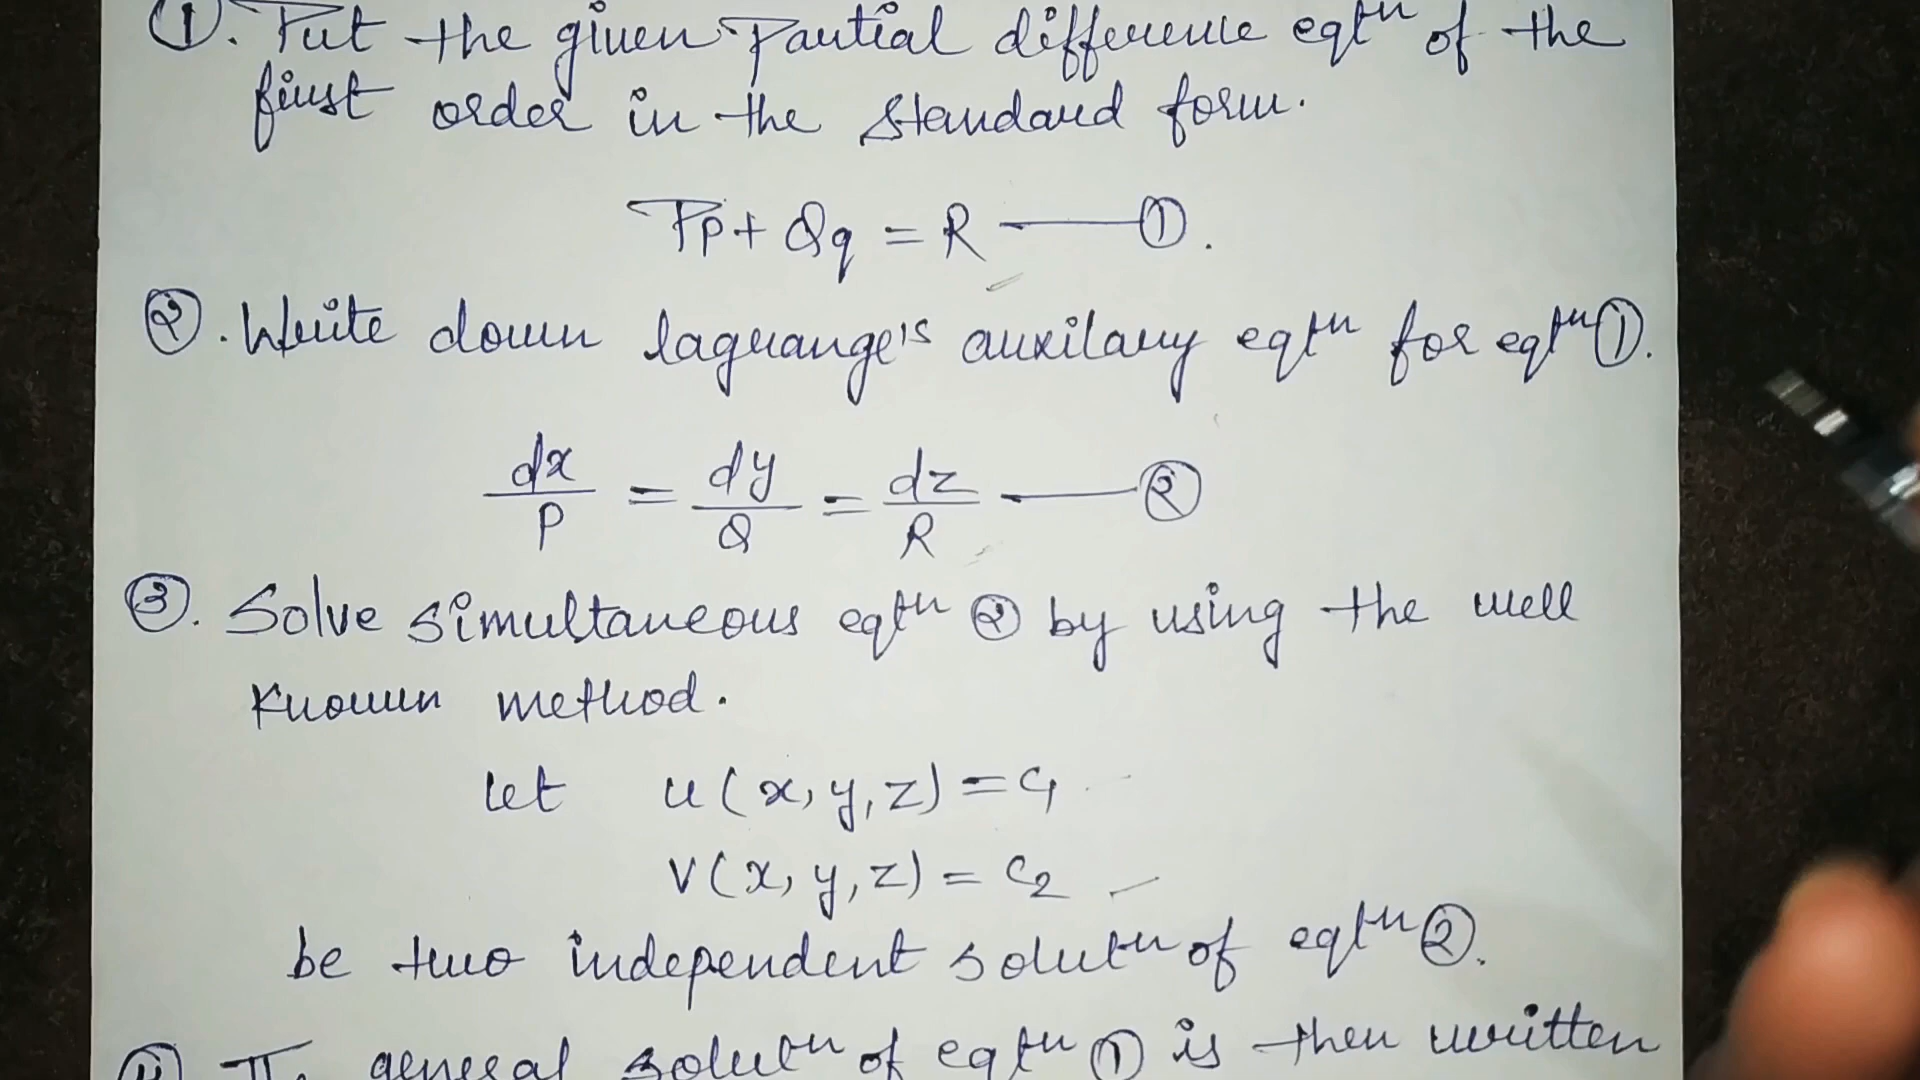 ①. Put the given Partial difference eqtn of the
first order in the standard form.
Pp + Qq = R —— ①.
②. Write down lagrange's auxilary eqtn for eqtn ①.
dx/P = dy/Q = dz/R —— ②
③. Solve simultaneous eqtn ② by using the well
known method.
let u(x, y, z) = c1
v(x, y, z) = c2
be two independent solutn of eqtn ②.
④ The general solutn of eqtn ① is then written